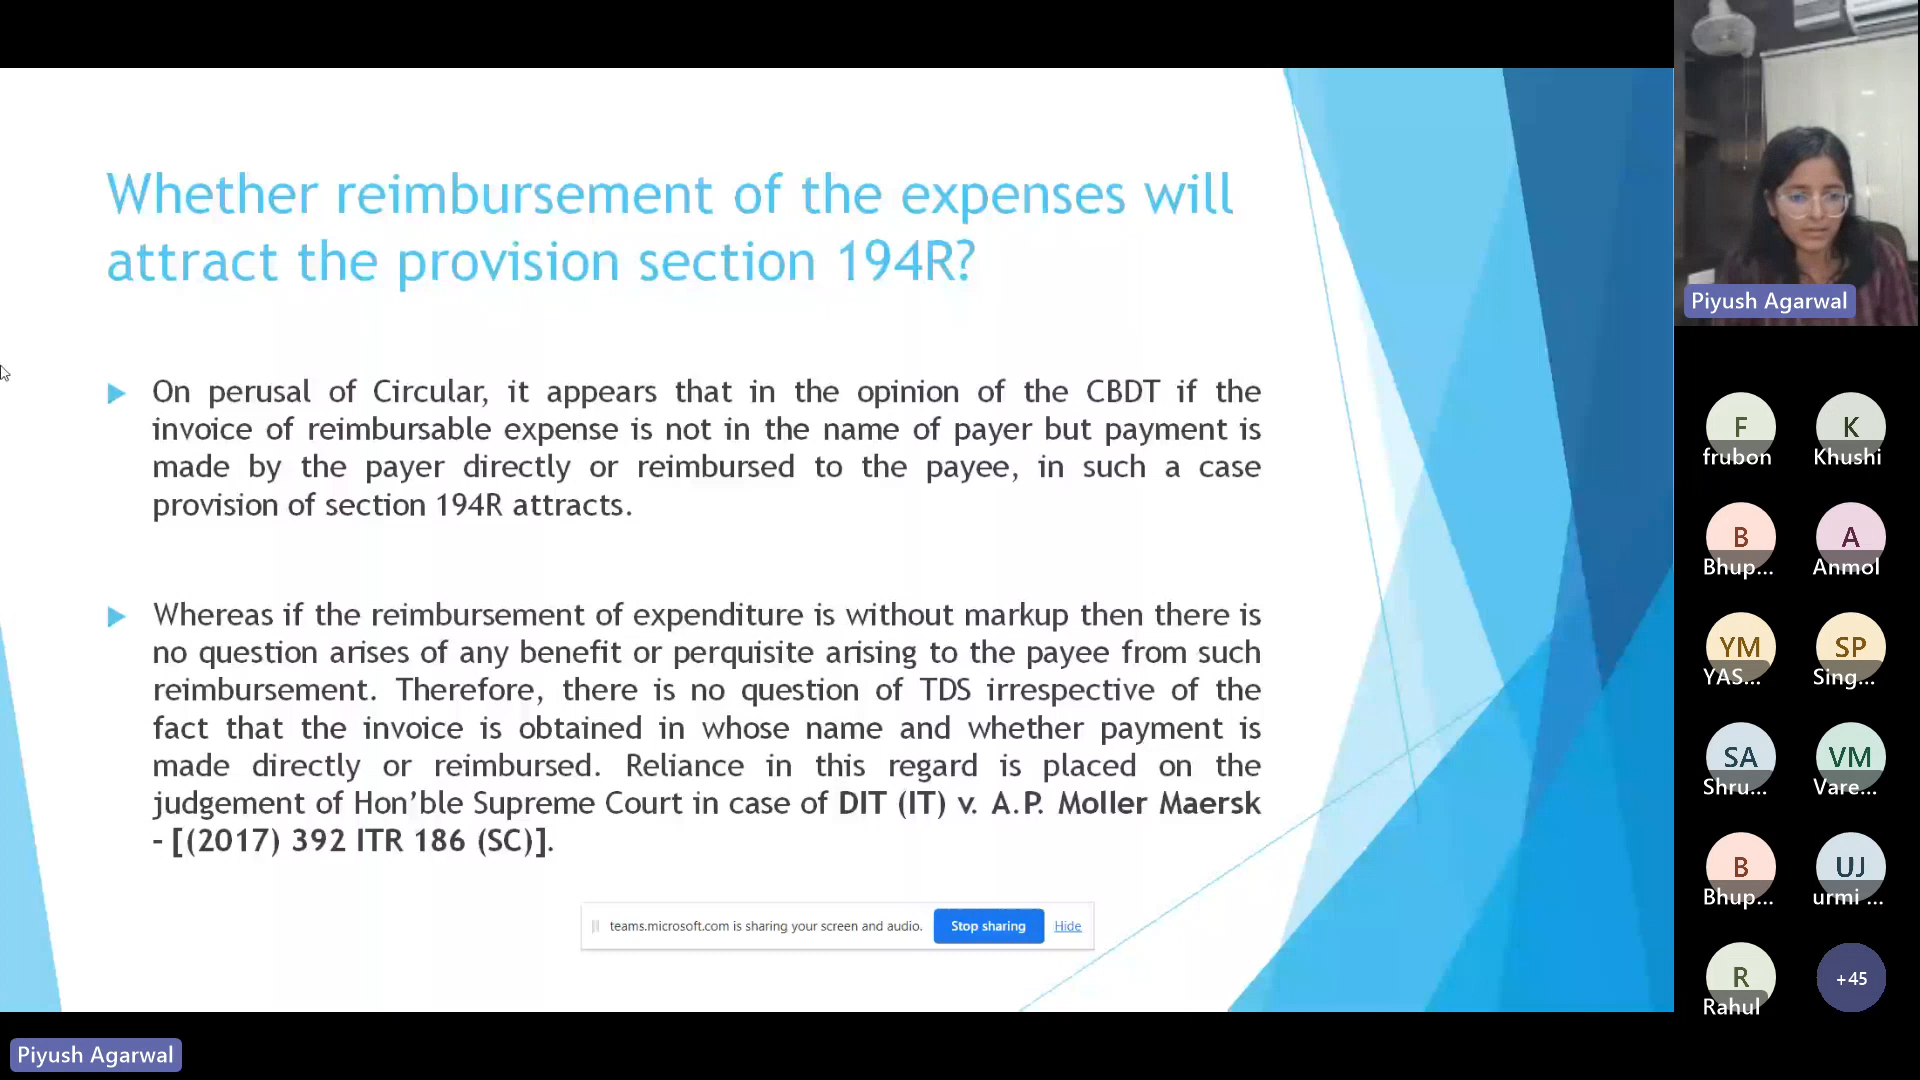 Whether reimbursement of the expenses will
attract the provision section 194R?
On perusal of Circular, it appears that in the opinion of the CBDT if the
invoice of reimbursable expense is not in the name of payer but payment is
made by the payer directly or reimbursed to the payee, in such a case
provision of section 194R attracts.
Whereas if the reimbursement of expenditure is without markup then there is
no question arises of any benefit or perquisite arising to the payee from such
reimbursement. Therefore, there is no question of TDS irrespective of the
fact that the invoice is obtained in whose name and whether payment is
made directly or reimbursed. Reliance in this regard is placed on the
judgement of Hon’ble Supreme Court in case of DIT (IT) v. A.P. Moller Maersk
- [(2017) 392 ITR 186 (SC)].
teams.microsoft.com is sharing your screen and audio. Stop sharing Hide
Piyush Agarwal
Piyush Agarwal
F K
frubon Khushi
B A
Bhup... Anmol
YM SP
YAS... Sing...
SA VM
Shru... Vare...
B UJ
Bhup... urmi ...
R +45
Rahul